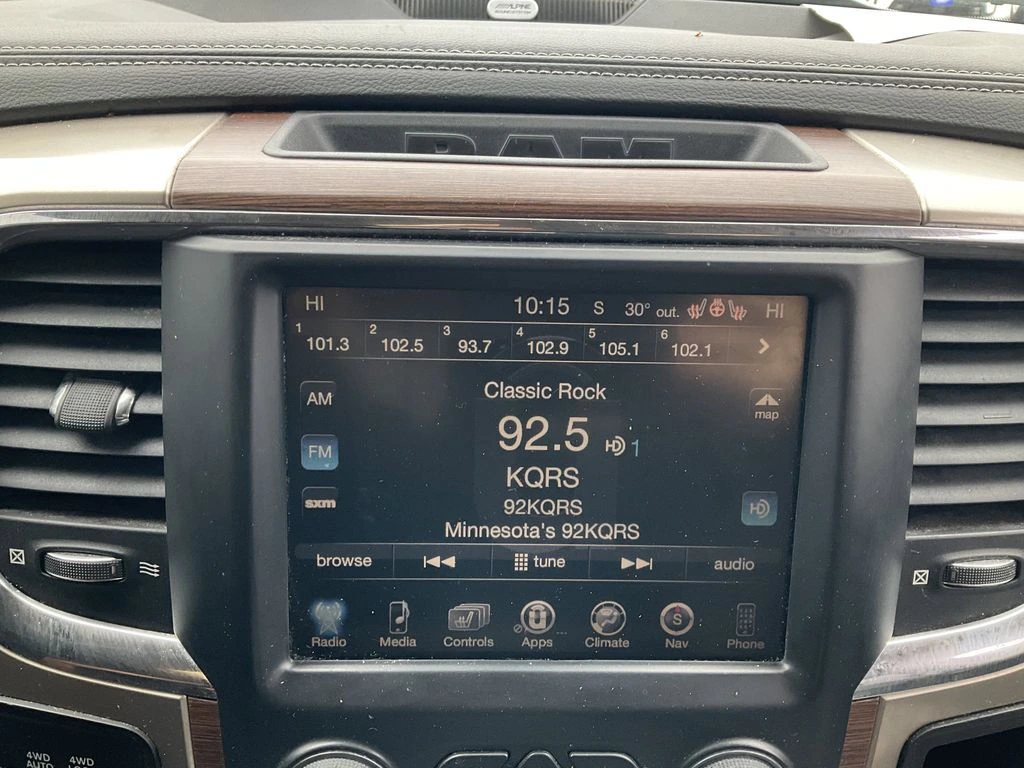 ALPINE
RAM
HI 10:15 S 30° out. HI
1 101.3 2 102.5 3 93.7 4 102.9 5 105.1 6 102.1
Classic Rock
AM
map
92.5 HD 1
FM
KQRS
sxm
92KQRS
HD
Minnesota's 92KQRS
browse tune audio
Radio Media Controls Apps Climate Nav Phone
S
4WD 4WD
AUTO